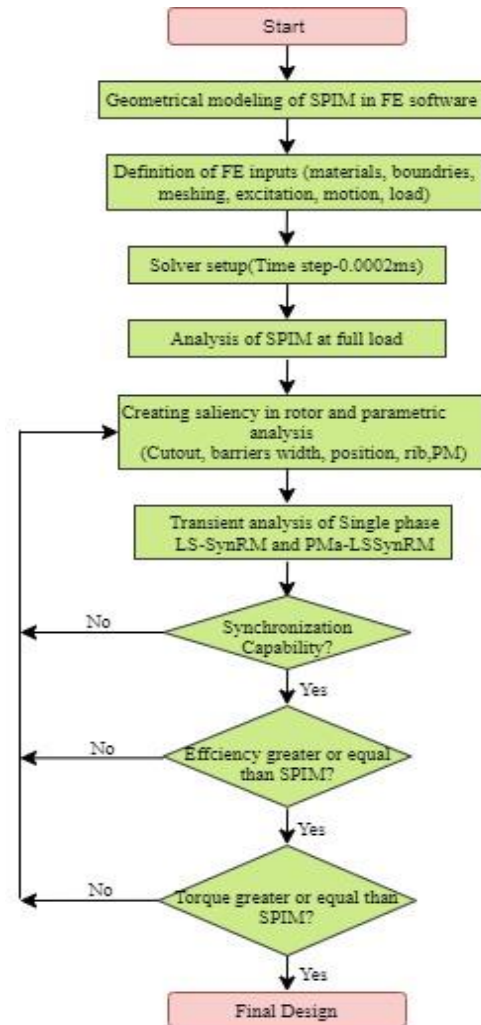 Start
Geometrical modeling of SPIM in FE software
Definition of FE inputs (materials, boundries,
meshing, excitation, motion, load)
Solver setup(Time step-0.0002ms)
Analysis of SPIM at full load
Creating saliency in rotor and parametric
analysis
(Cutout, barriers width, position, rib,PM)
Transient analysis of Single phase
LS-SynRM and PMa-LSSynRM
No
Synchronization
Capability?
Yes
No
Effciency greater or equal
than SPIM?
Yes
No
Torque greater or equal than
SPIM?
Yes
Final Design